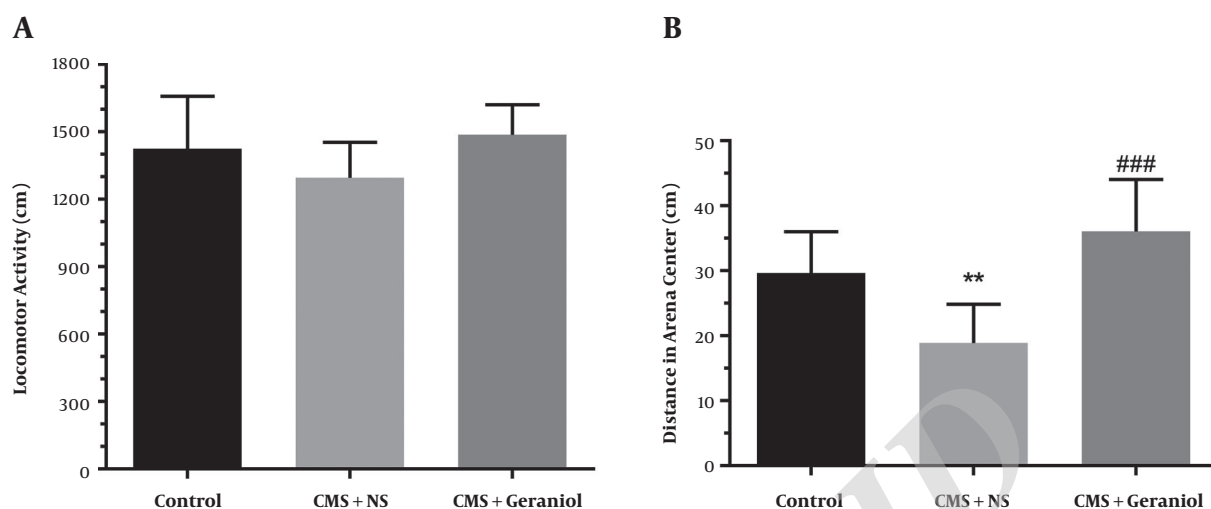 A
1800
1500
1200
900
600
300
0
Locomotor Activity (cm)
Control
CMS + NS
CMS + Geraniol
B
50
40
30
20
10
0
Distance in Arena Center (cm)
**
###
Control
CMS + NS
CMS + Geraniol